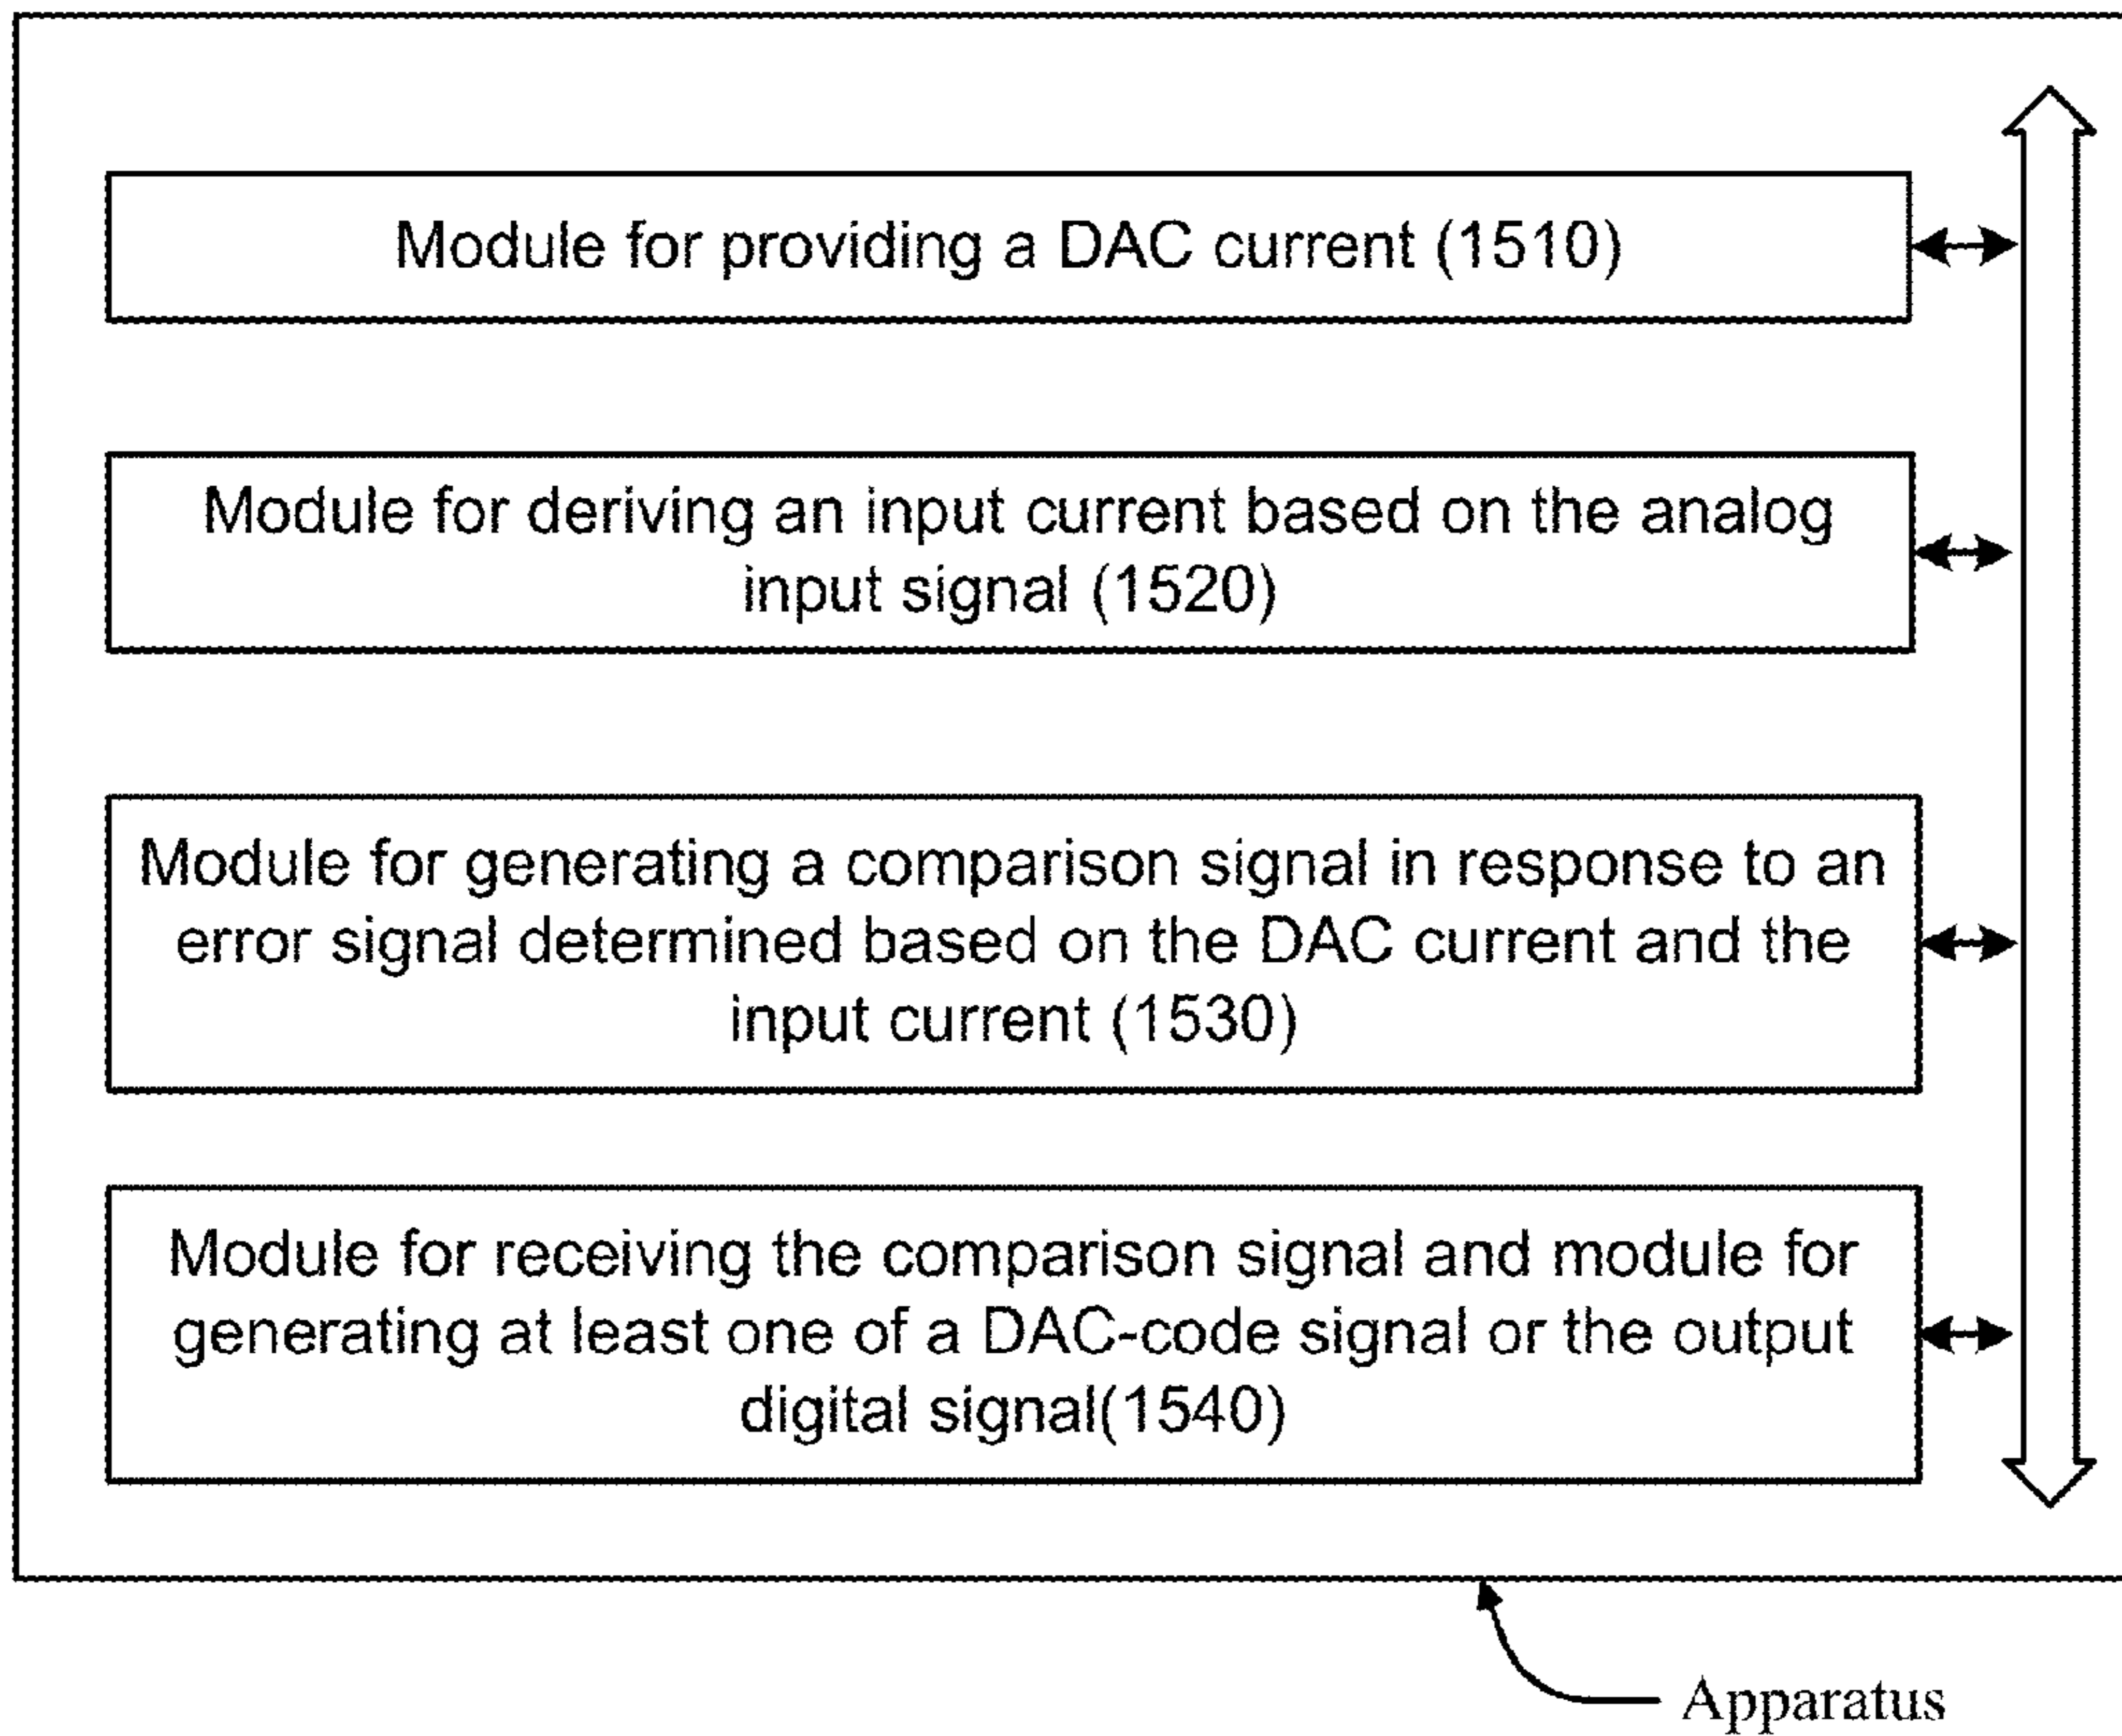 Module for providing a DAC current (1510)
Module for deriving an input current based on the analog
input signal (1520)
Module for generating a comparison signal in response to an
error signal determined based on the DAC current and the
input current (1530)
Module for receiving the comparison signal and module for
generating at least one of a DAC-code signal or the output
digital signal(1540)
Apparatus